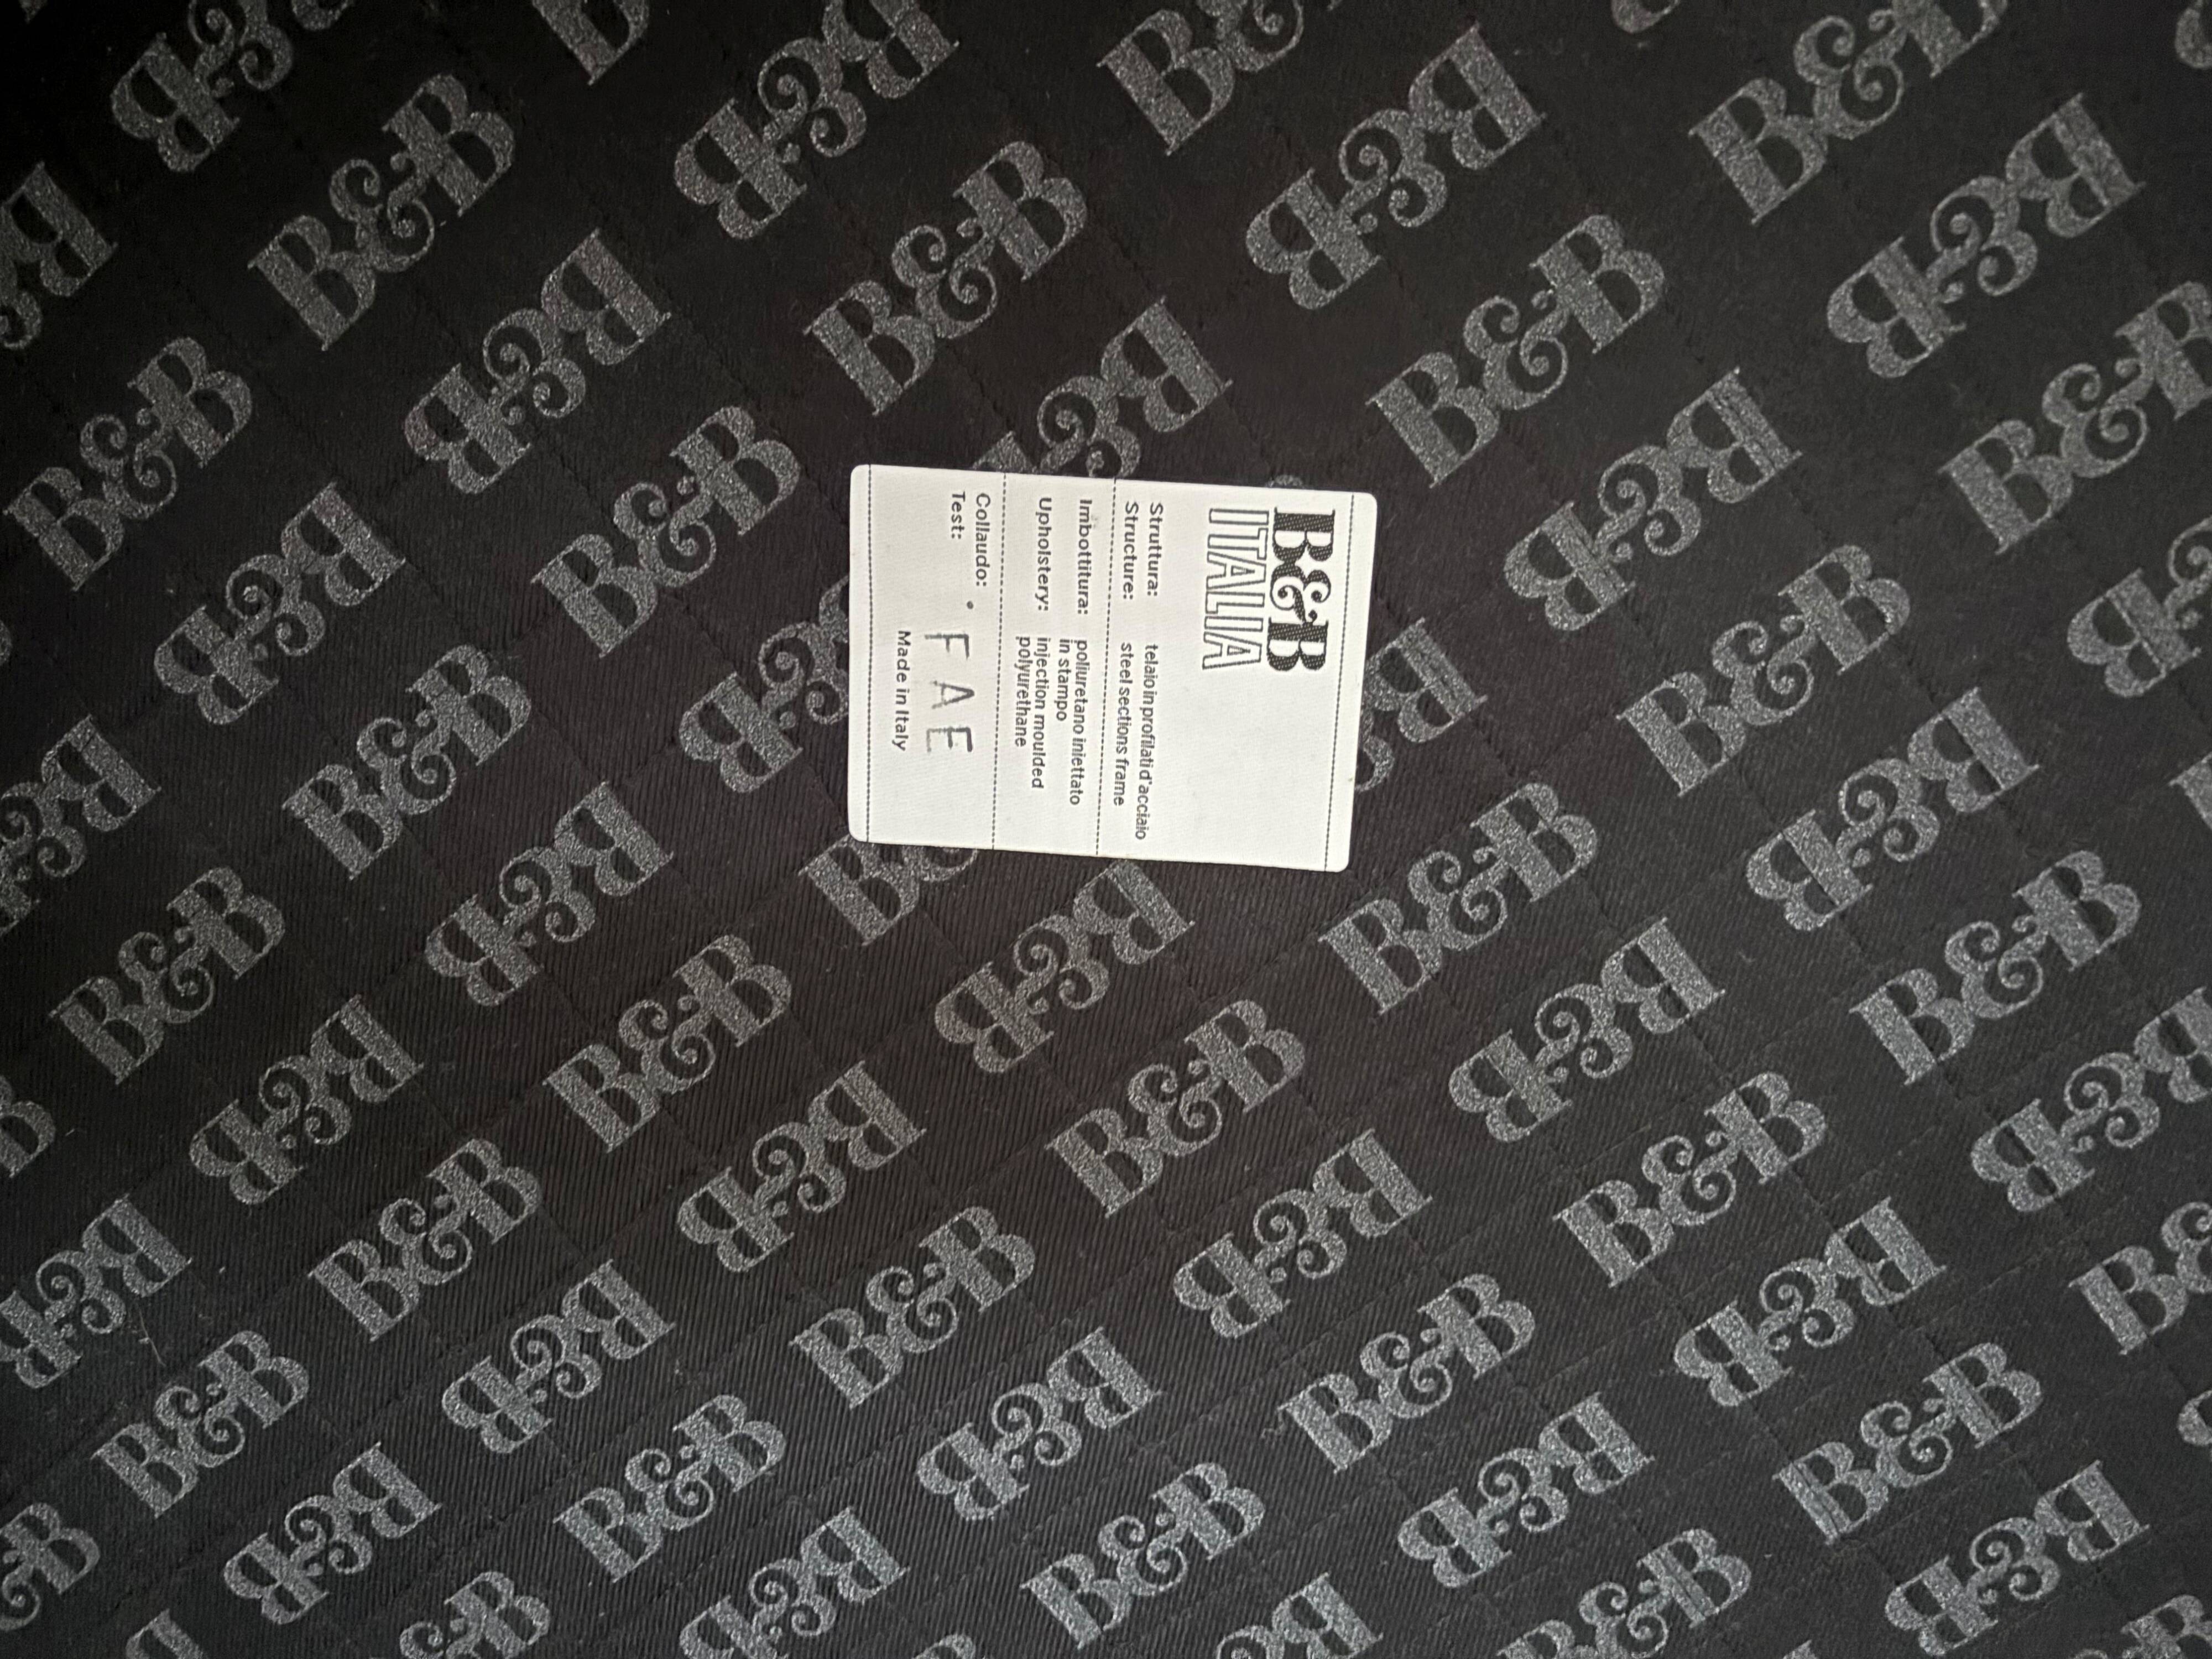 B&B
ITALIA
Struttura: telaio in profilati d'acciaio
Structure: steel sections frame
Imbottitura: poliuretano iniettato
in stampo
Upholstery: injection moulded
polyurethane
Collaudo:
Test: . F A E
Made in Italy
B&B